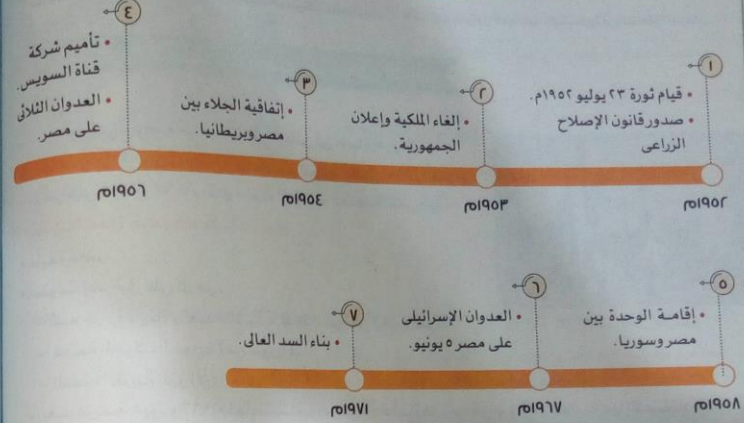 ١
• قيام ثورة ٢٣ يوليو ١٩٥٢م.
• صدور قانون الإصلاح
الزراعى
١٩٥٢م
٢
• إلغاء الملكية وإعلان
الجمهورية.
١٩٥٣م
٣
• إتفاقية الجلاء بين
مصر وبريطانيا.
١٩٥٤م
٤
• تأميم شركة
قناة السويس.
• العدوان الثلاثى
على مصر.
١٩٥٦م
٥
• إقامة الوحدة بين
مصر وسوريا.
١٩٥٨م
٦
• العدوان الإسرائيلى
على مصر ٥ يونيو.
١٩٦٧م
٧
• بناء السد العالى.
١٩٧١م